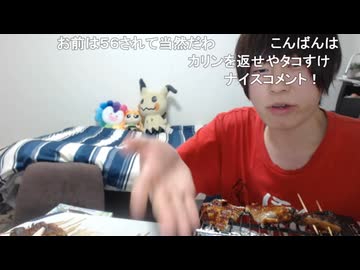 お前は56されて当然だわ
こんばんは
カリンを返せやタコすけ
ナイスコメント！